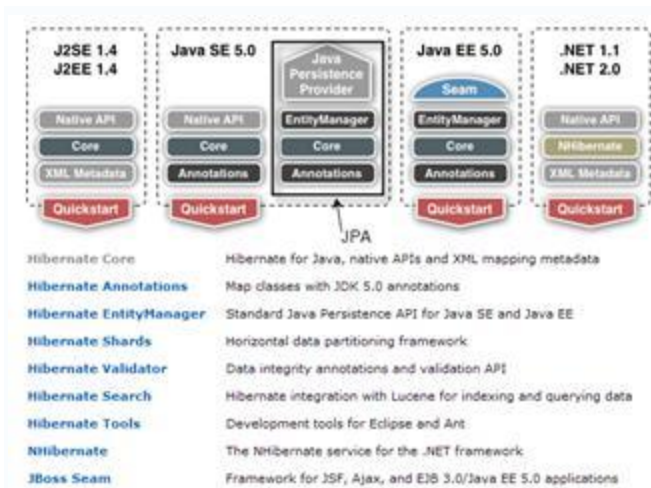 J2SE 1.4
J2EE 1.4
Native API
Core
XML Metadata
Quickstart
Java SE 5.0
Native API
Core
Annotations
Quickstart
Java
Persistence
Provider
EntityManager
Core
Annotations
JPA
Java EE 5.0
Seam
EntityManager
Core
Annotations
Quickstart
.NET 1.1
.NET 2.0
Native API
NHibernate
XML Metadata
Quickstart
Hibernate Core Hibernate for Java, native APIs and XML mapping metadata
Hibernate Annotations Map classes with JDK 5.0 annotations
Hibernate EntityManager Standard Java Persistence API for Java SE and Java EE
Hibernate Shards Horizontal data partitioning framework
Hibernate Validator Data integrity annotations and validation API
Hibernate Search Hibernate integration with Lucene for indexing and querying data
Hibernate Tools Development tools for Eclipse and Ant
NHibernate The NHibernate service for the .NET framework
JBoss Seam Framework for JSF, Ajax, and EJB 3.0/Java EE 5.0 applications